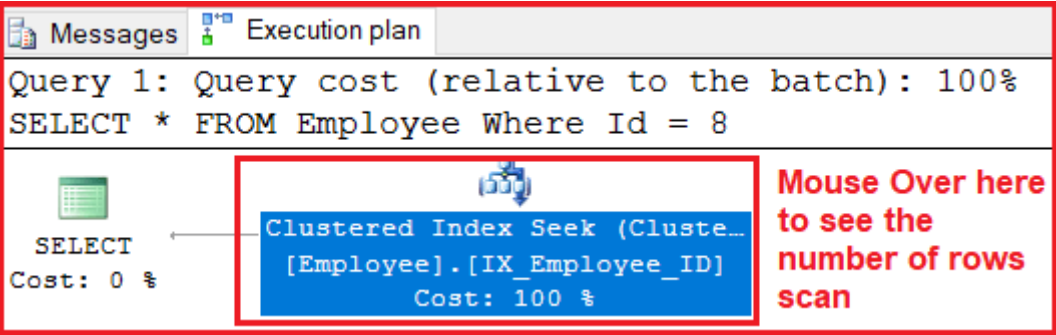 Messages
Execution plan
Query 1: Query cost (relative to the batch): 100%
SELECT * FROM Employee Where Id = 8
SELECT
Cost: 0 %
Clustered Index Seek (Cluste…
[Employee].[IX_Employee_ID]
Cost: 100 %
Mouse Over here
to see the
number of rows
scan